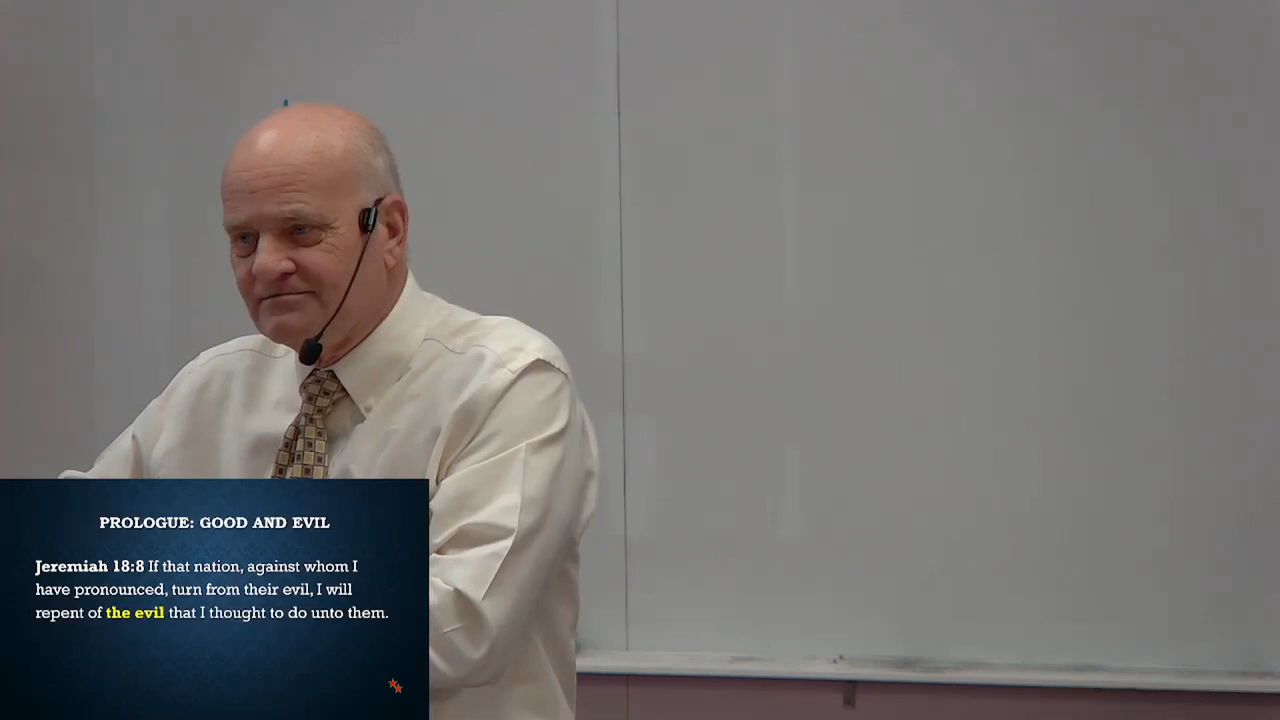 PROLOGUE: GOOD AND EVIL
Jeremiah 18:8 If that nation, against whom I
have pronounced, turn from their evil, I will
repent of the evil that I thought to do unto them.